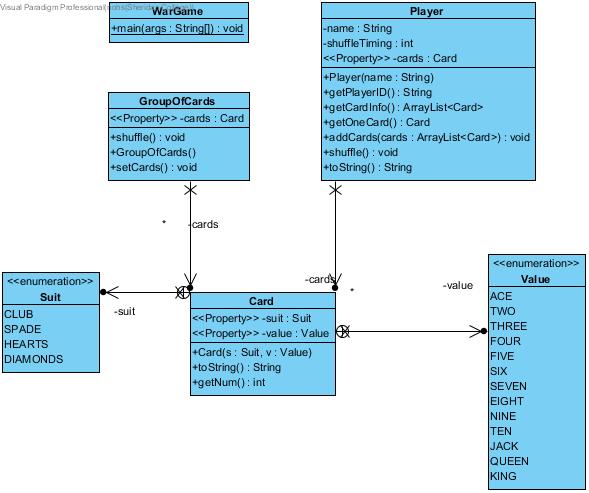 Visual Paradigm Professional
WarGame
+main(args : String[]) : void
Player
-name : String
-shuffleTiming : int
<<Property>> -cards : Card
+Player(name : String)
+getPlayerID() : String
+getCardInfo() : ArrayList<Card>
+getOneCard() : Card
+addCards(cards : ArrayList<Card>) : void
+shuffle() : void
+toString() : String
GroupOfCards
<<Property>> -cards : Card
+shuffle() : void
+GroupOfCards()
+setCards() : void
*
-cards
-cards
*
<<enumeration>>
Suit
CLUB
SPADE
HEARTS
DIAMONDS
-suit
Card
<<Property>> -suit : Suit
<<Property>> -value : Value
+Card(s : Suit, v : Value)
+toString() : String
+getNum() : int
-value
<<enumeration>>
Value
ACE
TWO
THREE
FOUR
FIVE
SIX
SEVEN
EIGHT
NINE
TEN
JACK
QUEEN
KING